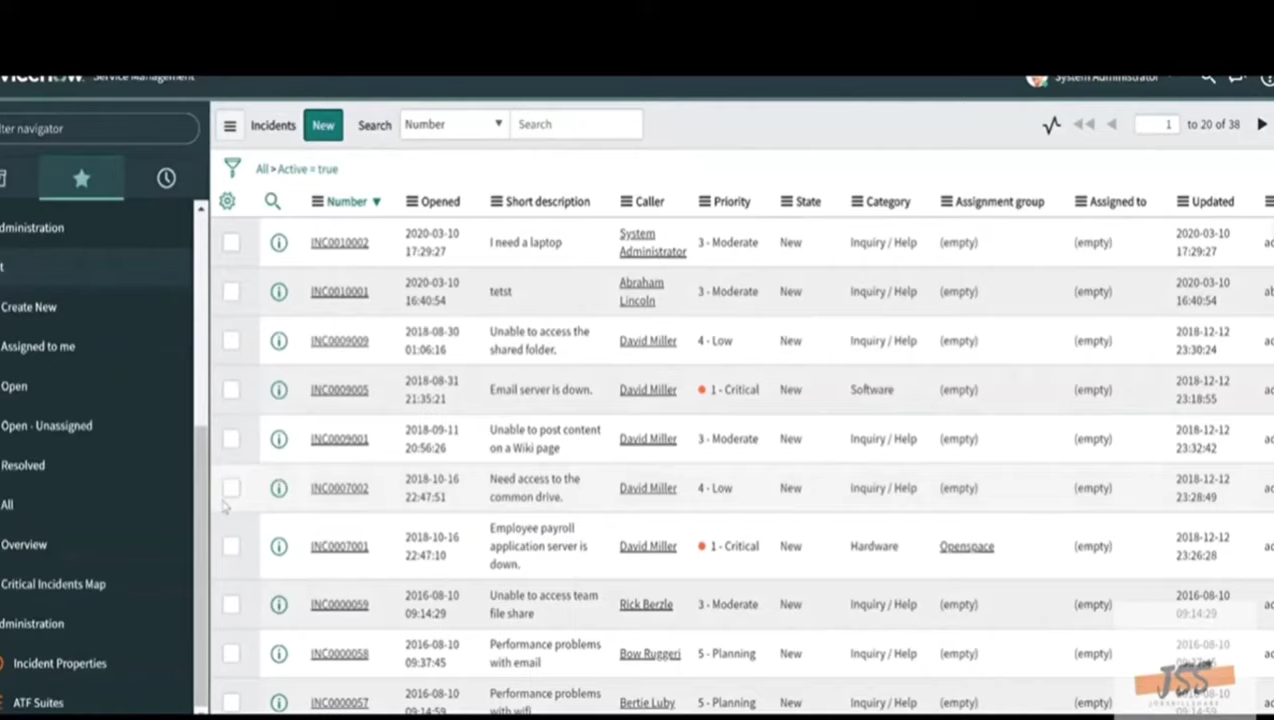 Service Management
System Administrator
Incidents New Search Number Search 1 to 20 of 38
All > Active = true
Number Opened Short description Caller Priority State Category Assignment group Assigned to Updated
Create New
Assigned to me
Open
Open - Unassigned
Resolved
All
Overview
Critical Incidents Map
Incident Properties
ATF Suites
INC0010002 2020-03-10 17:29:27 I need a laptop System Administrator 3 - Moderate New Inquiry / Help (empty) (empty) 2020-03-10 17:29:27
INC0010001 2020-03-10 16:40:54 tetst Abraham Lincoln 3 - Moderate New Inquiry / Help (empty) (empty) 2020-03-10 16:40:54
INC0009009 2018-08-30 01:06:16 Unable to access the shared folder. David Miller 4 - Low New Inquiry / Help (empty) (empty) 2018-12-12 23:30:24
INC0009005 2018-08-31 21:35:21 Email server is down. David Miller 1 - Critical New Software (empty) (empty) 2018-12-12 23:18:55
INC0009001 2018-09-11 20:56:26 Unable to post content on a Wiki page David Miller 3 - Moderate New Inquiry / Help (empty) (empty) 2018-12-12 23:32:42
INC0007002 2018-10-16 22:47:51 Need access to the common drive. David Miller 4 - Low New Inquiry / Help (empty) (empty) 2018-12-12 23:28:49
INC0007001 2018-10-16 22:47:10 Employee payroll application server is down. David Miller 1 - Critical New Hardware Openspace (empty) 2018-12-12 23:26:28
INC0000059 2016-08-10 09:14:29 Unable to access team file share Rick Berzle 3 - Moderate New Inquiry / Help (empty) (empty) 2016-08-10 09:14:29
INC0000058 2016-08-10 09:37:45 Performance problems with email Bow Ruggeri 5 - Planning New Inquiry / Help (empty) (empty) 2016-08-10 09:37:45
INC0000057 2016-08-10 09:14:59 Performance problems with wifi Bertie Luby 5 - Planning New Inquiry / Help (empty) (empty) 2016-08-10 09:14:59
JSS
JOBSKILLSHARE